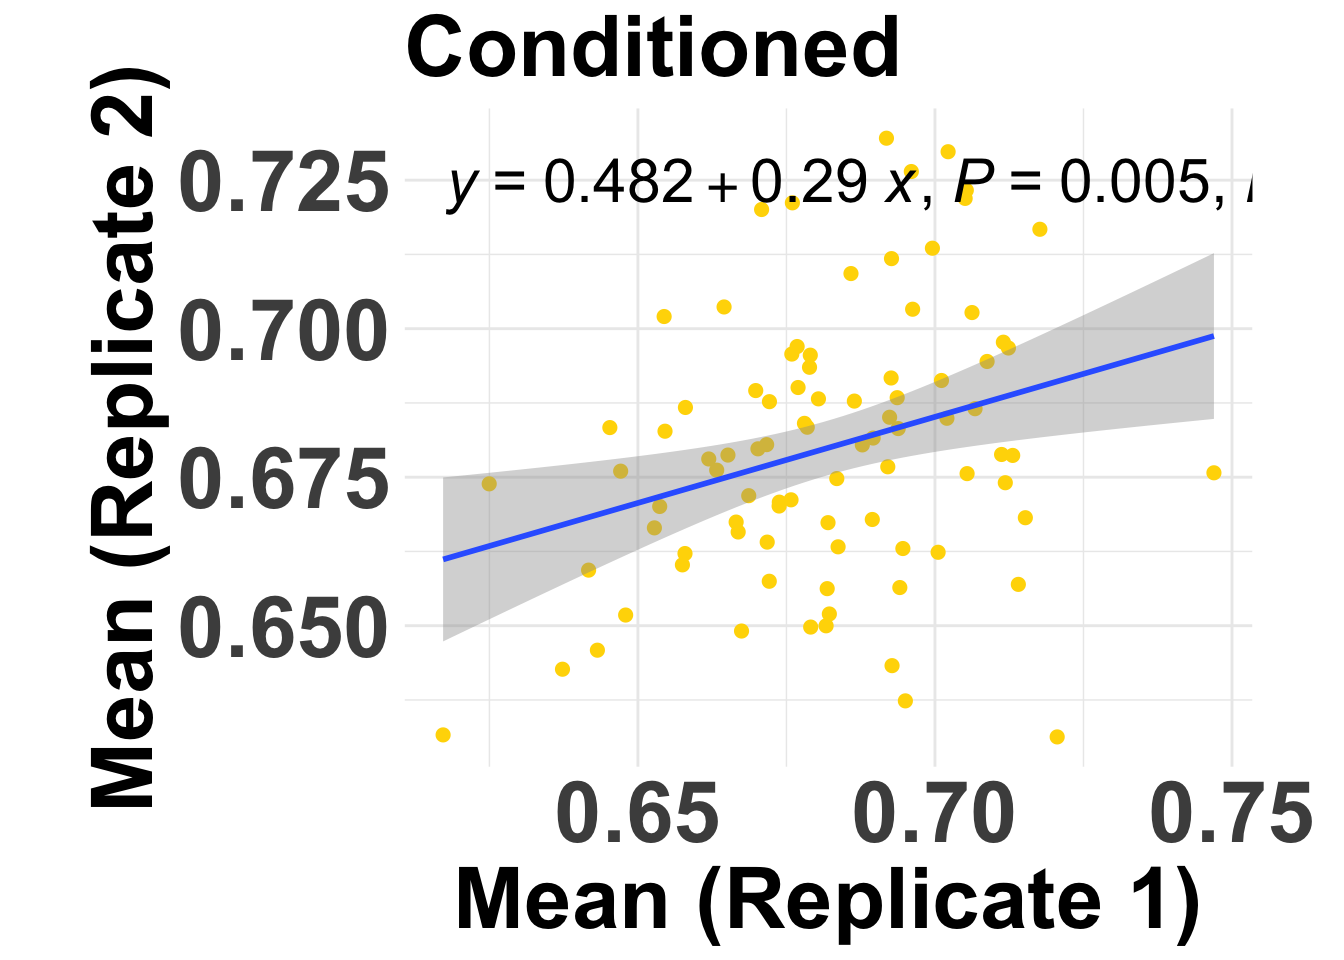 Conditioned
y = 0.482 + 0.29 x, P = 0.005,
Mean (Replicate 2)
0.725
0.700
0.675
0.650
0.65 0.70 0.75
Mean (Replicate 1)